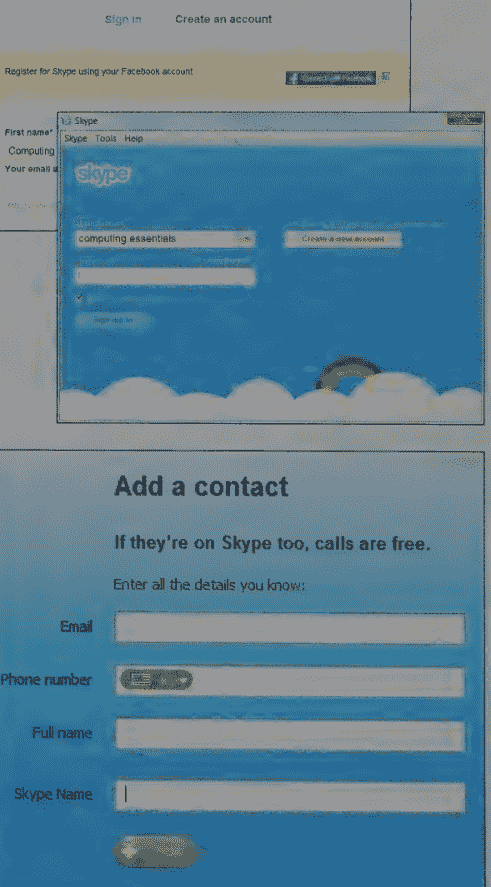 Sign in Create an account
Register for Skype using your Facebook account
First name*
Computing
Your email a
Skype
Skype Tools Help
skype
computing essentials
Create a new account
Add a contact
If they're on Skype too, calls are free.
Enter all the details you know:
Email
Phone number
Full name
Skype Name